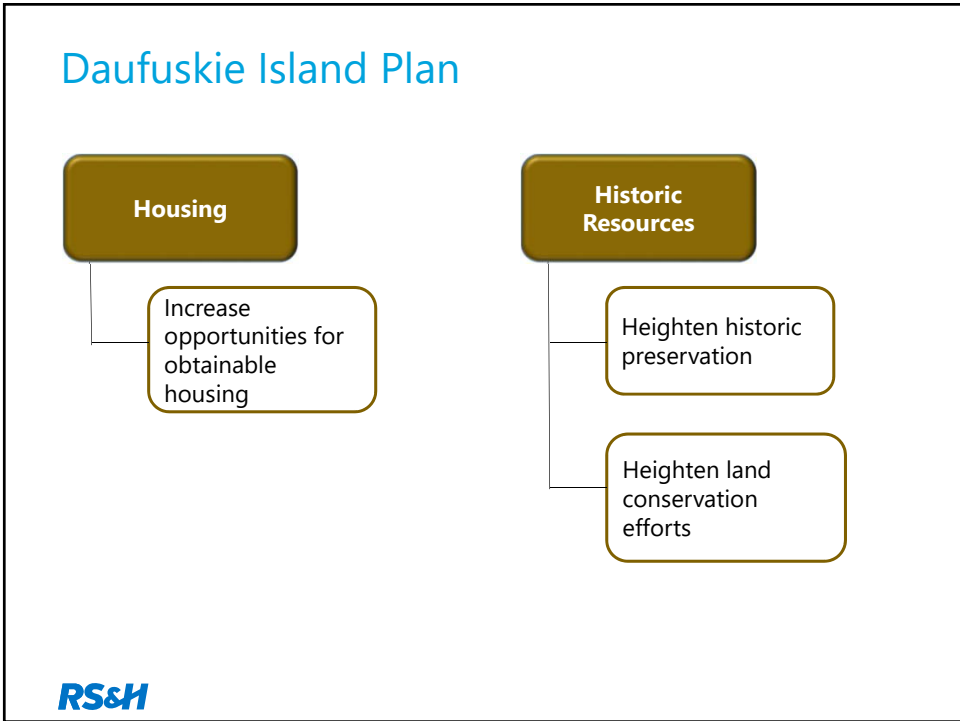 Daufuskie Island Plan
Housing
Increase
opportunities for
obtainable
housing
Historic
Resources
Heighten historic
preservation
Heighten land
conservation
efforts
RS&H